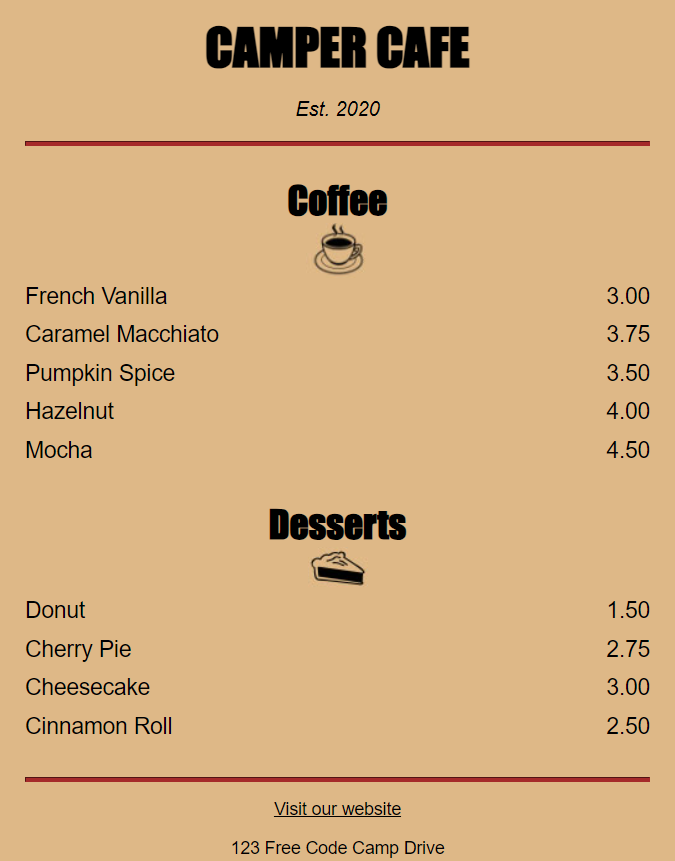 CAMPER CAFE
Est. 2020
Coffee
French Vanilla 3.00
Caramel Macchiato 3.75
Pumpkin Spice 3.50
Hazelnut 4.00
Mocha 4.50
Desserts
Donut 1.50
Cherry Pie 2.75
Cheesecake 3.00
Cinnamon Roll 2.50
Visit our website
123 Free Code Camp Drive